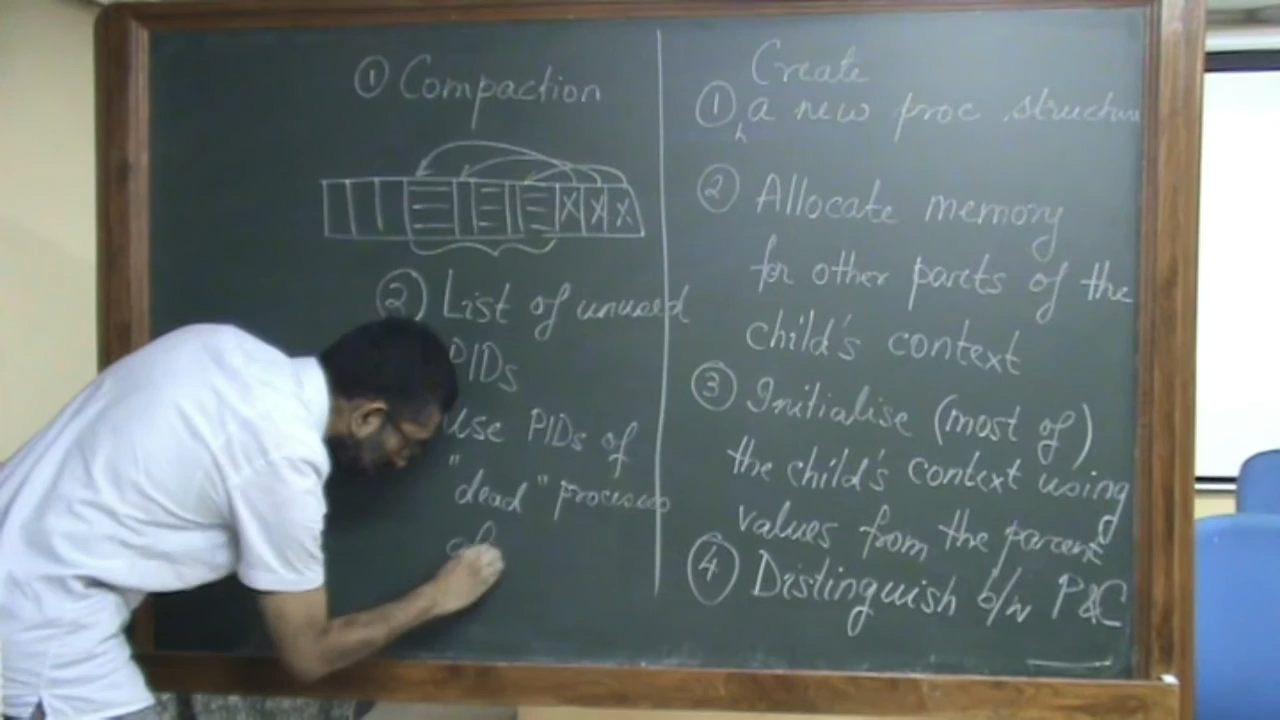 ① Compaction
② List of unused
PIDs
Use PIDs of
"dead" processes
Create
① a new proc structure
② Allocate memory
for other parts of the
child's context
③ Initialise (most of)
the child's context using
values from the parent
④ Distinguish b/w P&C